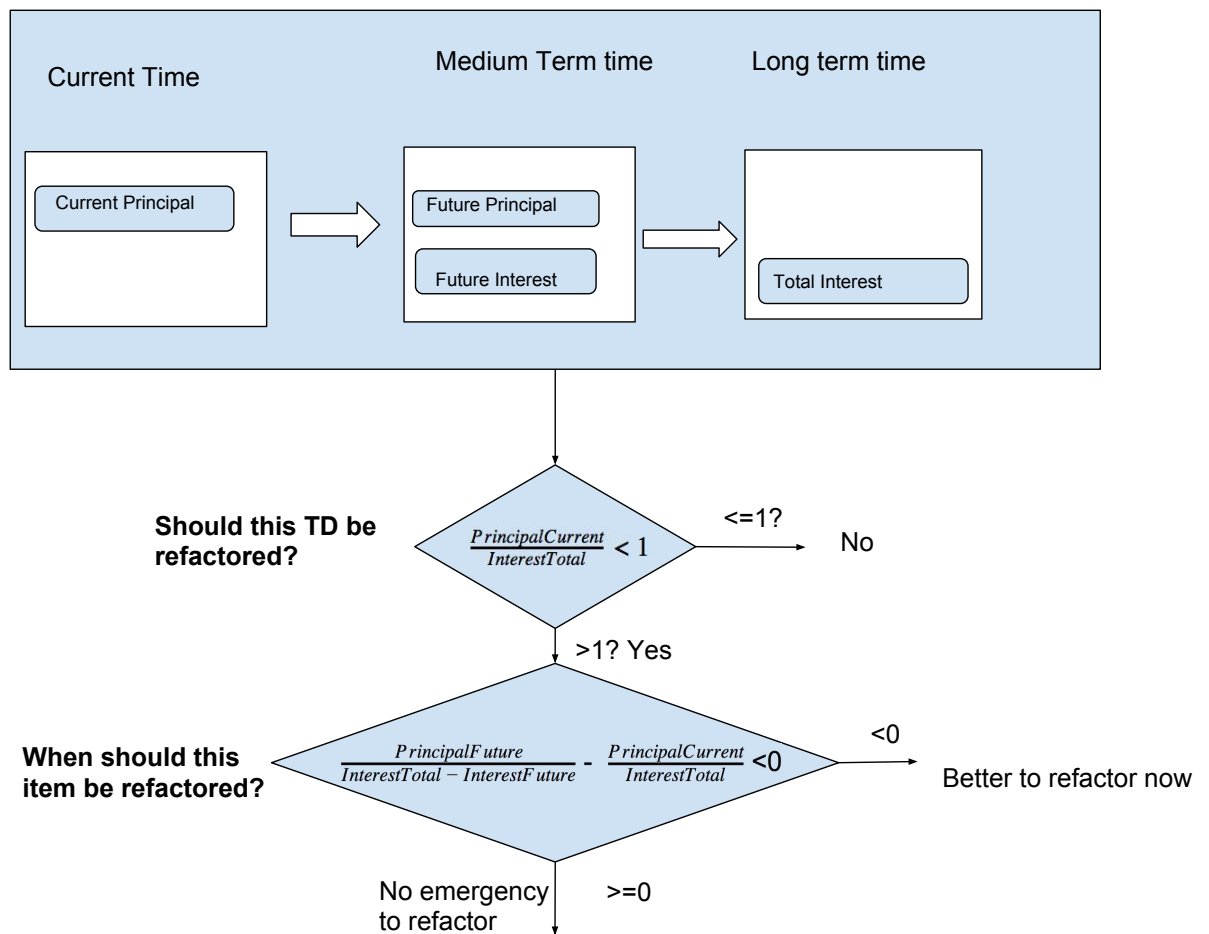 Current Time
Medium Term time
Long term time
Current Principal
Future Principal
Future Interest
Total Interest
Should this TD be
refactored?
PrincipalCurrent
InterestTotal
< 1
<=1?
No
>1? Yes
When should this
item be refactored?
PrincipalFuture
InterestTotal − InterestFuture
-
PrincipalCurrent
InterestTotal
<0
<0
Better to refactor now
No emergency
to refactor
>=0